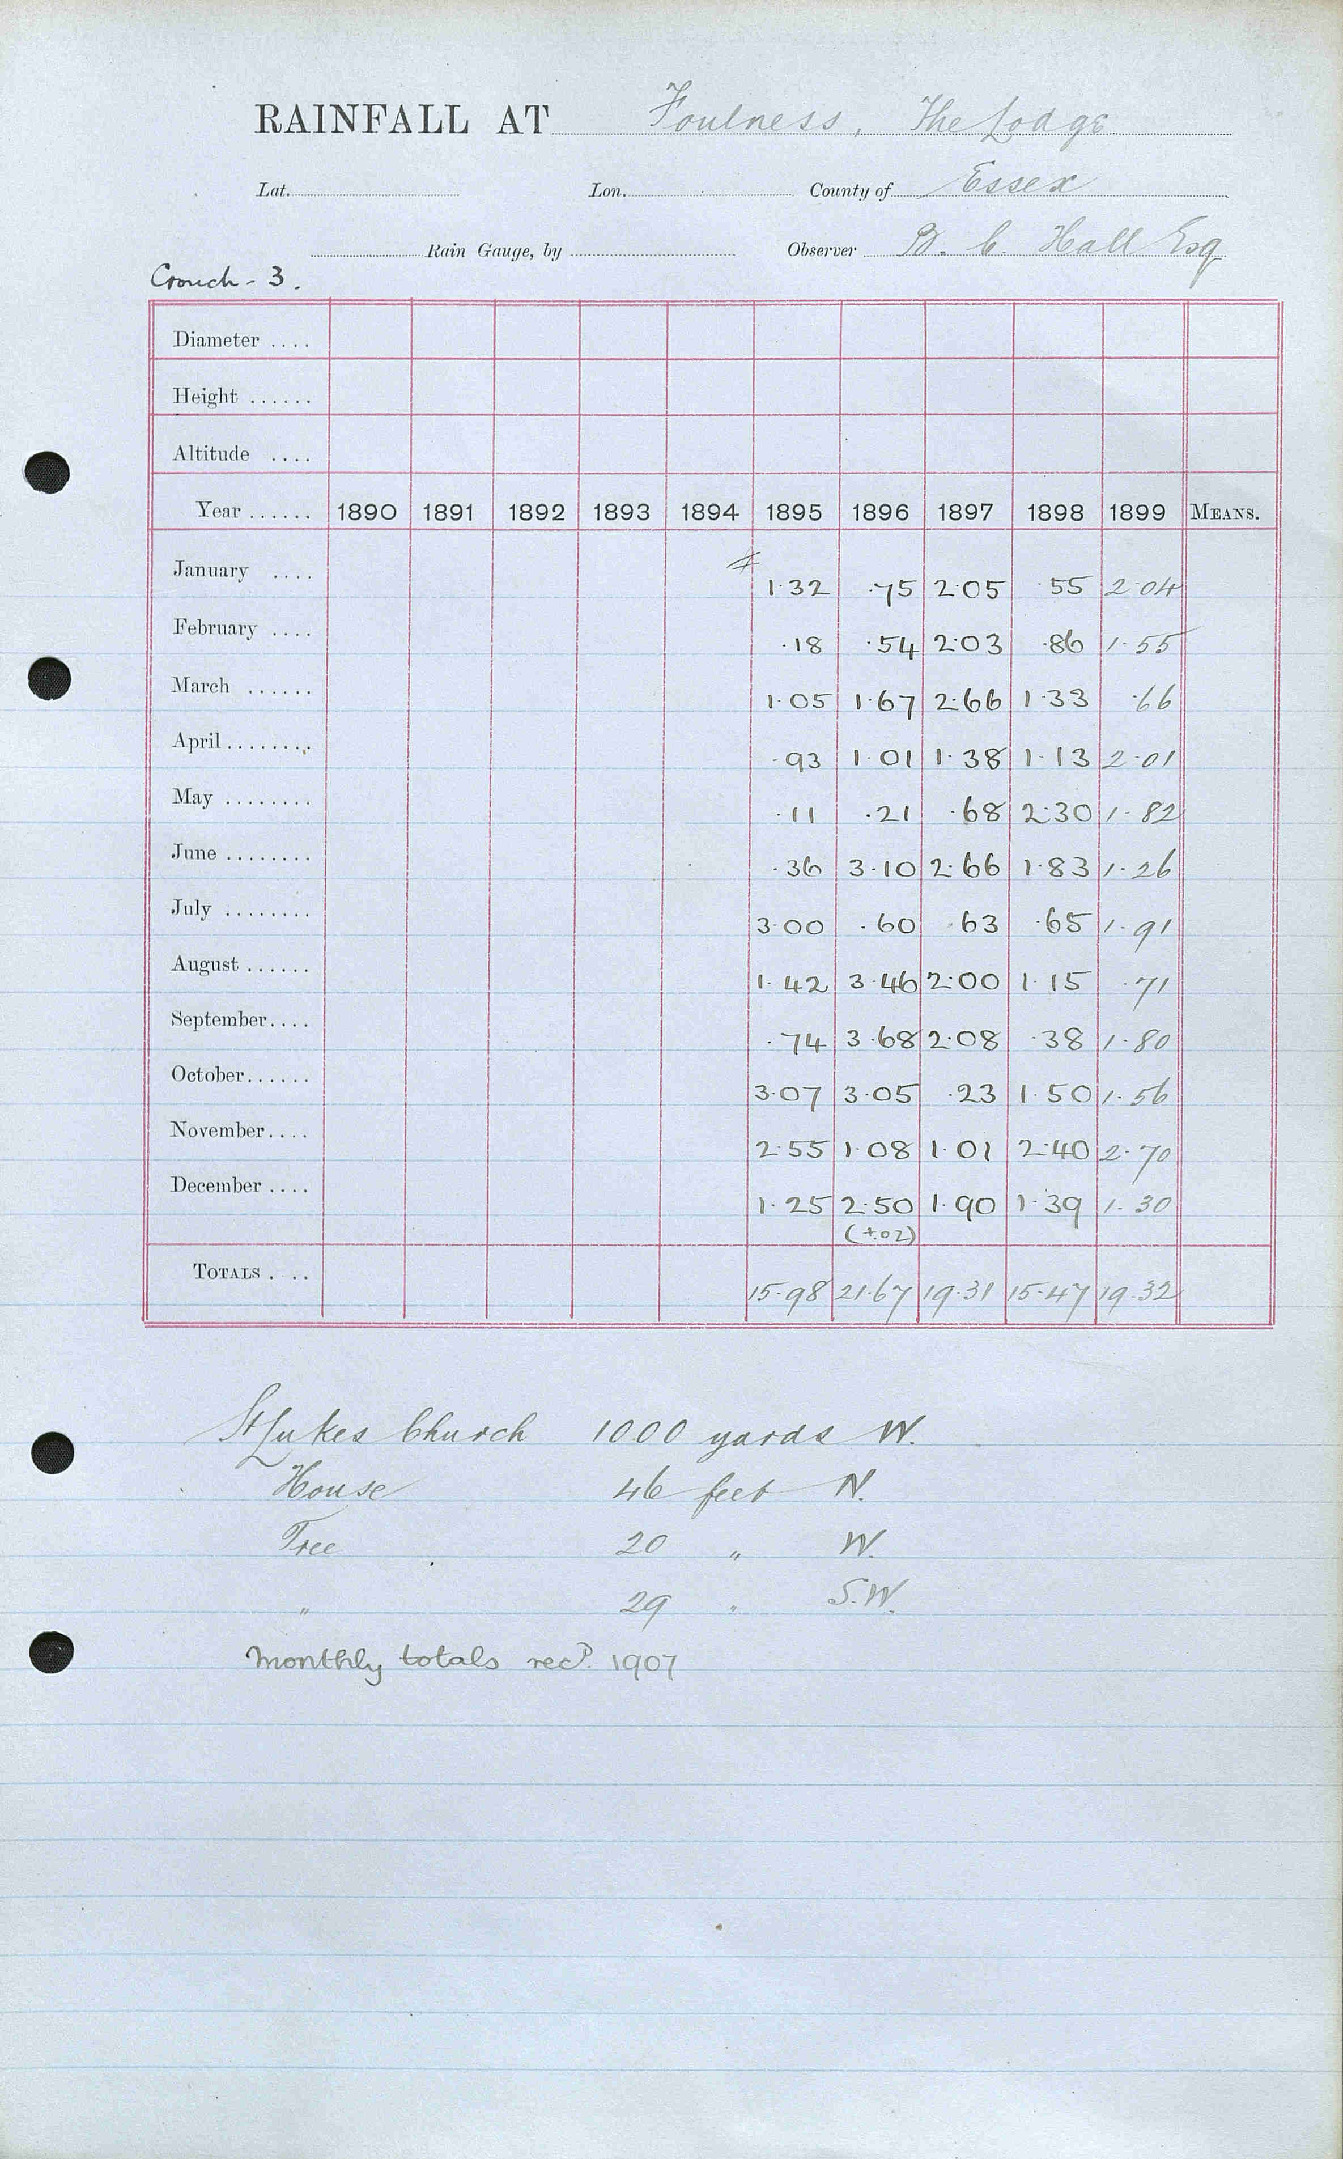 RAINFALL AT Foulness, The Lodge
Lat. Lon. County of Essex
Rain Gauge, by Observer B. C. Hall Esq
Crouch - 3.
Diameter ....
Height ......
Altitude ....
Year ...... 1890 1891 1892 1893 1894 1895 1896 1897 1898 1899 MEANS.
January .... 1.32 .75 2.05 .55 2.04
February .... .18 .54 2.03 .86 1.55
March ...... 1.05 1.67 2.66 1.33 .66
April ........ .93 1.01 1.38 1.13 2.01
May ........ .11 .21 .68 2.30 1.82
June ........ .36 3.10 2.66 1.83 1.26
July ........ 3.00 .60 .63 .65 1.91
August ...... 1.42 3.46 2.00 1.15 .71
September.... .74 3.68 2.08 .38 1.80
October...... 3.07 3.05 .23 1.50 1.56
November.... 2.55 1.08 1.01 2.40 2.70
December .... 1.25 2.50 1.90 1.39 1.30
(+.02)
TOTALS . .. 15.98 21.67 19.31 15.47 19.32
St Lukes Church 1000 yards W.
House 46 feet N.
Tree 20 " W.
" 29 " S.W.
Monthly totals recd. 1907